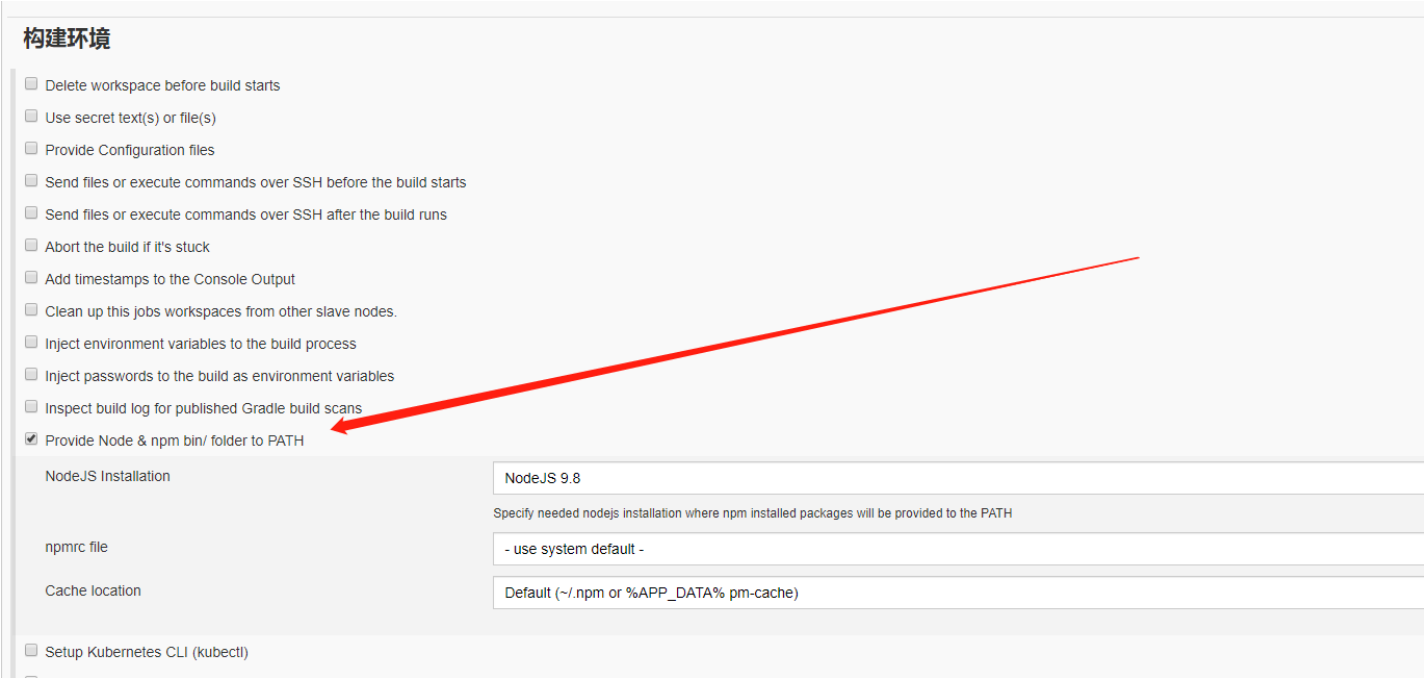 构建环境
Delete workspace before build starts
Use secret text(s) or file(s)
Provide Configuration files
Send files or execute commands over SSH before the build starts
Send files or execute commands over SSH after the build runs
Abort the build if it's stuck
Add timestamps to the Console Output
Clean up this jobs workspaces from other slave nodes.
Inject environment variables to the build process
Inject passwords to the build as environment variables
Inspect build log for published Gradle build scans
Provide Node & npm bin/ folder to PATH
NodeJS Installation
NodeJS 9.8
Specify needed nodejs installation where npm installed packages will be provided to the PATH
npmrc file
- use system default -
Cache location
Default (~/.npm or %APP_DATA% pm-cache)
Setup Kubernetes CLI (kubectl)